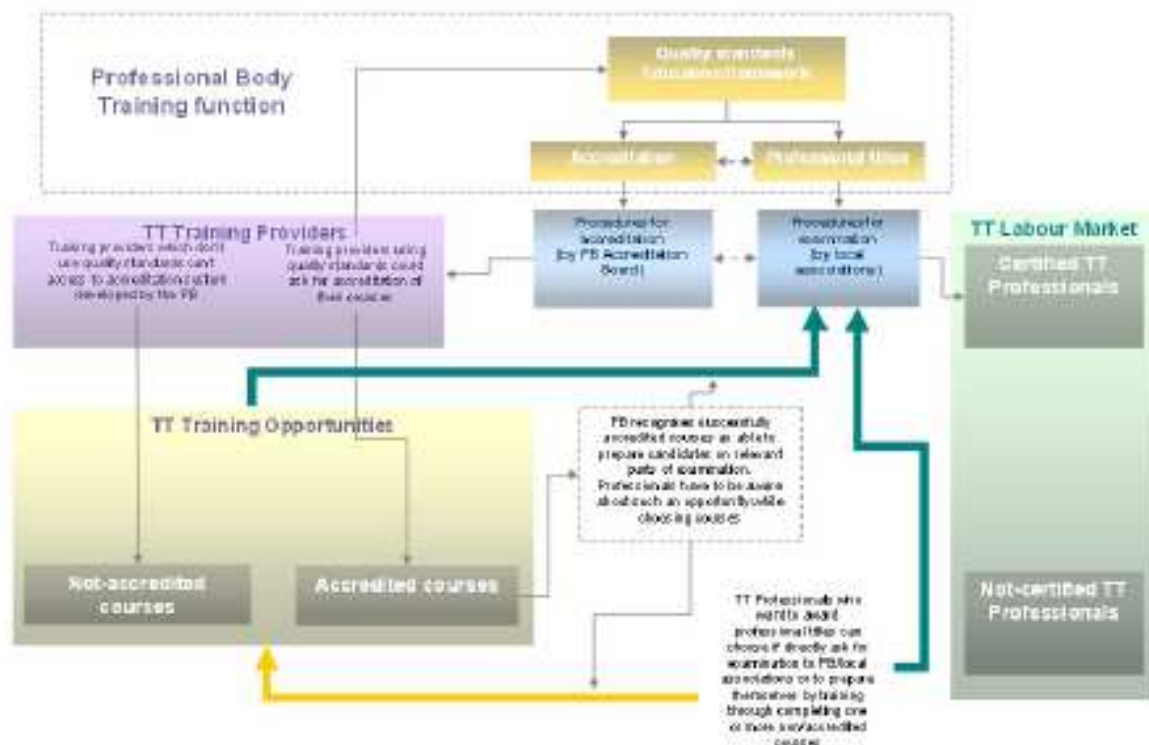 Professional Body
Training function
Quality standards
Education framework
Accreditation
Professional titles
TT Training Providers
Training providers which don't
use quality standards can't
access to accreditation system
developed by the PB
Training providers using
quality standards could
ask for accreditation of
their courses
Procedures for
accreditation
(by PB Accreditation
Board)
Procedures for
examination
(by local
associations)
TT Labour Market
Certified TT
Professionals
TT Training Opportunities
PB recognises successfully
accredited courses as able to
prepare candidates on relevant
parts of examination.
Professionals have to be aware
about such an opportunity while
choosing courses
Not-accredited
courses
Accredited courses
Not-certified TT
Professionals
TT Professionals who
want to award
professional titles can
choose if directly ask for
examination to PB/local
associations or to prepare
themselves by training
through completing one
or more accredited
courses